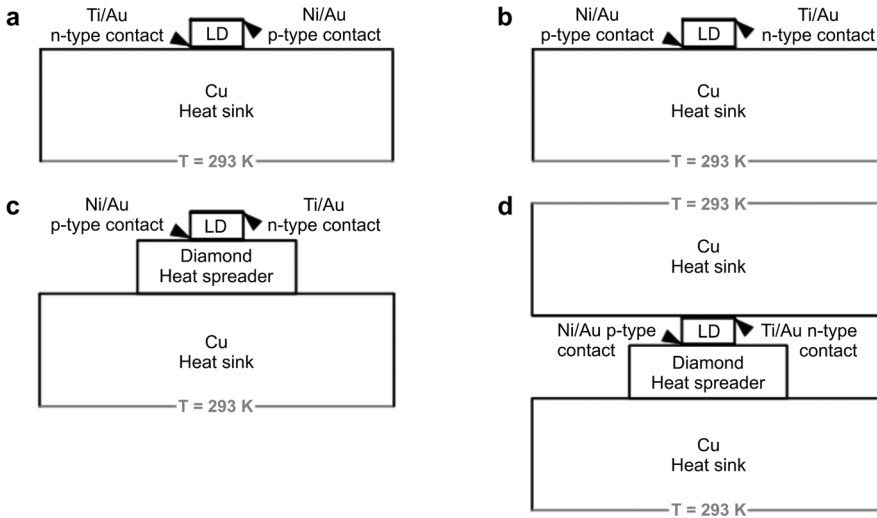 a
Ti/Au
n-type contact
LD
Ni/Au
p-type contact
Cu
Heat sink
T = 293 K
b
Ni/Au
p-type contact
LD
Ti/Au
n-type contact
Cu
Heat sink
T = 293 K
c
Ni/Au
p-type contact
LD
Ti/Au
n-type contact
Diamond
Heat spreader
Cu
Heat sink
T = 293 K
d
T = 293 K
Cu
Heat sink
Ni/Au p-type
contact
LD
Ti/Au n-type
contact
Diamond
Heat spreader
Cu
Heat sink
T = 293 K